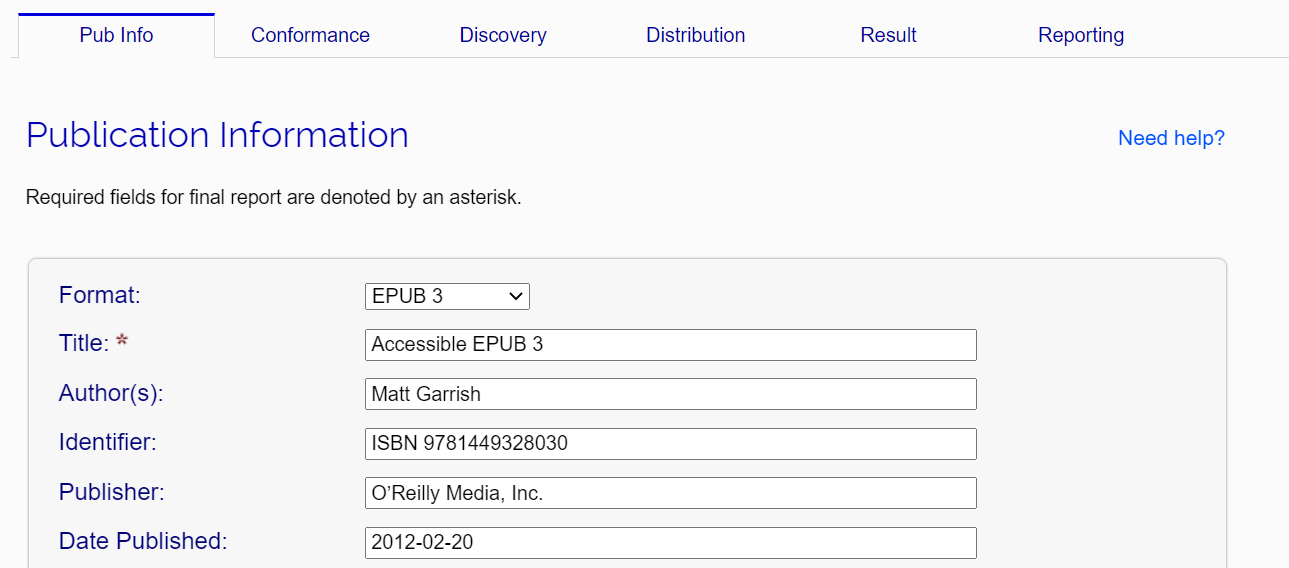 Pub Info Conformance Discovery Distribution Result Reporting
Publication Information Need help?
Required fields for final report are denoted by an asterisk.
Format: EPUB 3
Title: * Accessible EPUB 3
Author(s): Matt Garrish
Identifier: ISBN 9781449328030
Publisher: O’Reilly Media, Inc.
Date Published: 2012-02-20